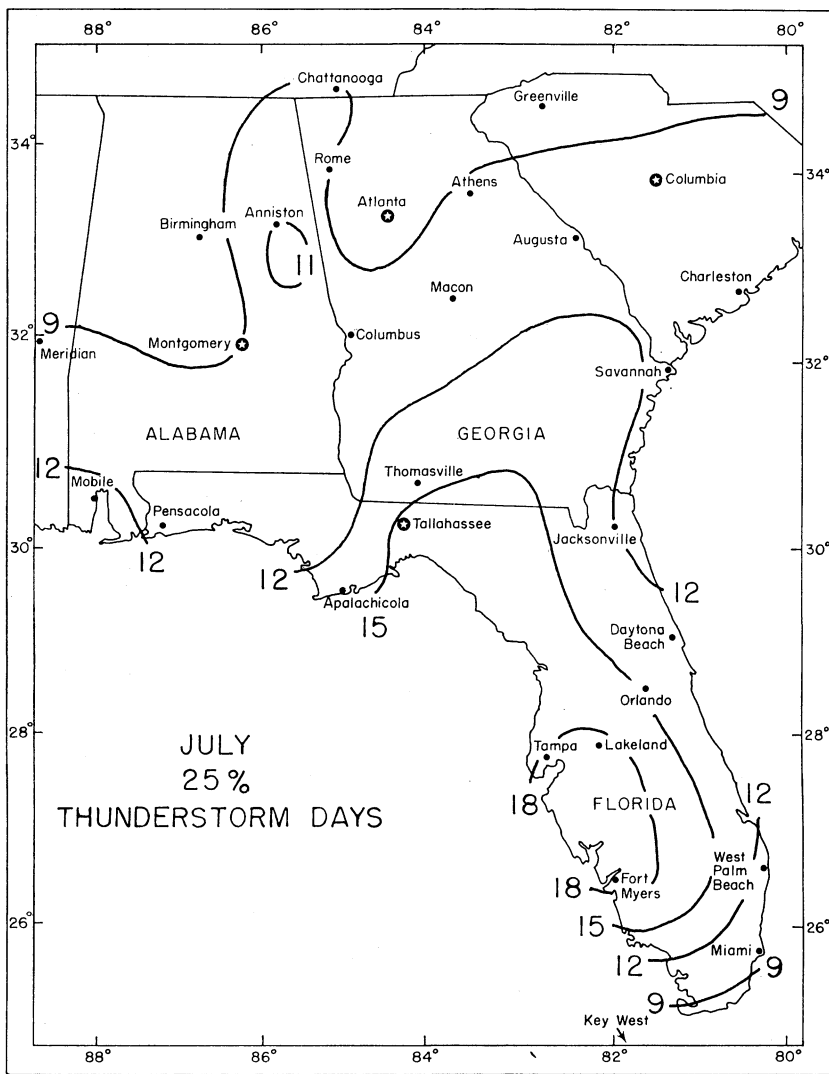 88° 86° 84° 82° 80°
Chattanooga
Greenville
9
34°
Rome
34°
Athens
Columbia
Atlanta
Anniston
Birmingham
Augusta
11
Charleston
Macon
9
32°
Montgomery
Columbus
Meridian
32°
Savannah
ALABAMA
GEORGIA
12
Mobile
Thomasville
Pensacola
Tallahassee
Jacksonville
30°
30°
12
12
12
Apalachicola
15
Daytona
Beach
Orlando
28°
28°
JULY
25%
THUNDERSTORM DAYS
Tampa
Lakeland
18
FLORIDA
12
West
Palm
Beach
18
Fort
Myers
15
26°
26°
12
Miami
9
9
Key West
88° 86° 84° 82° 80°